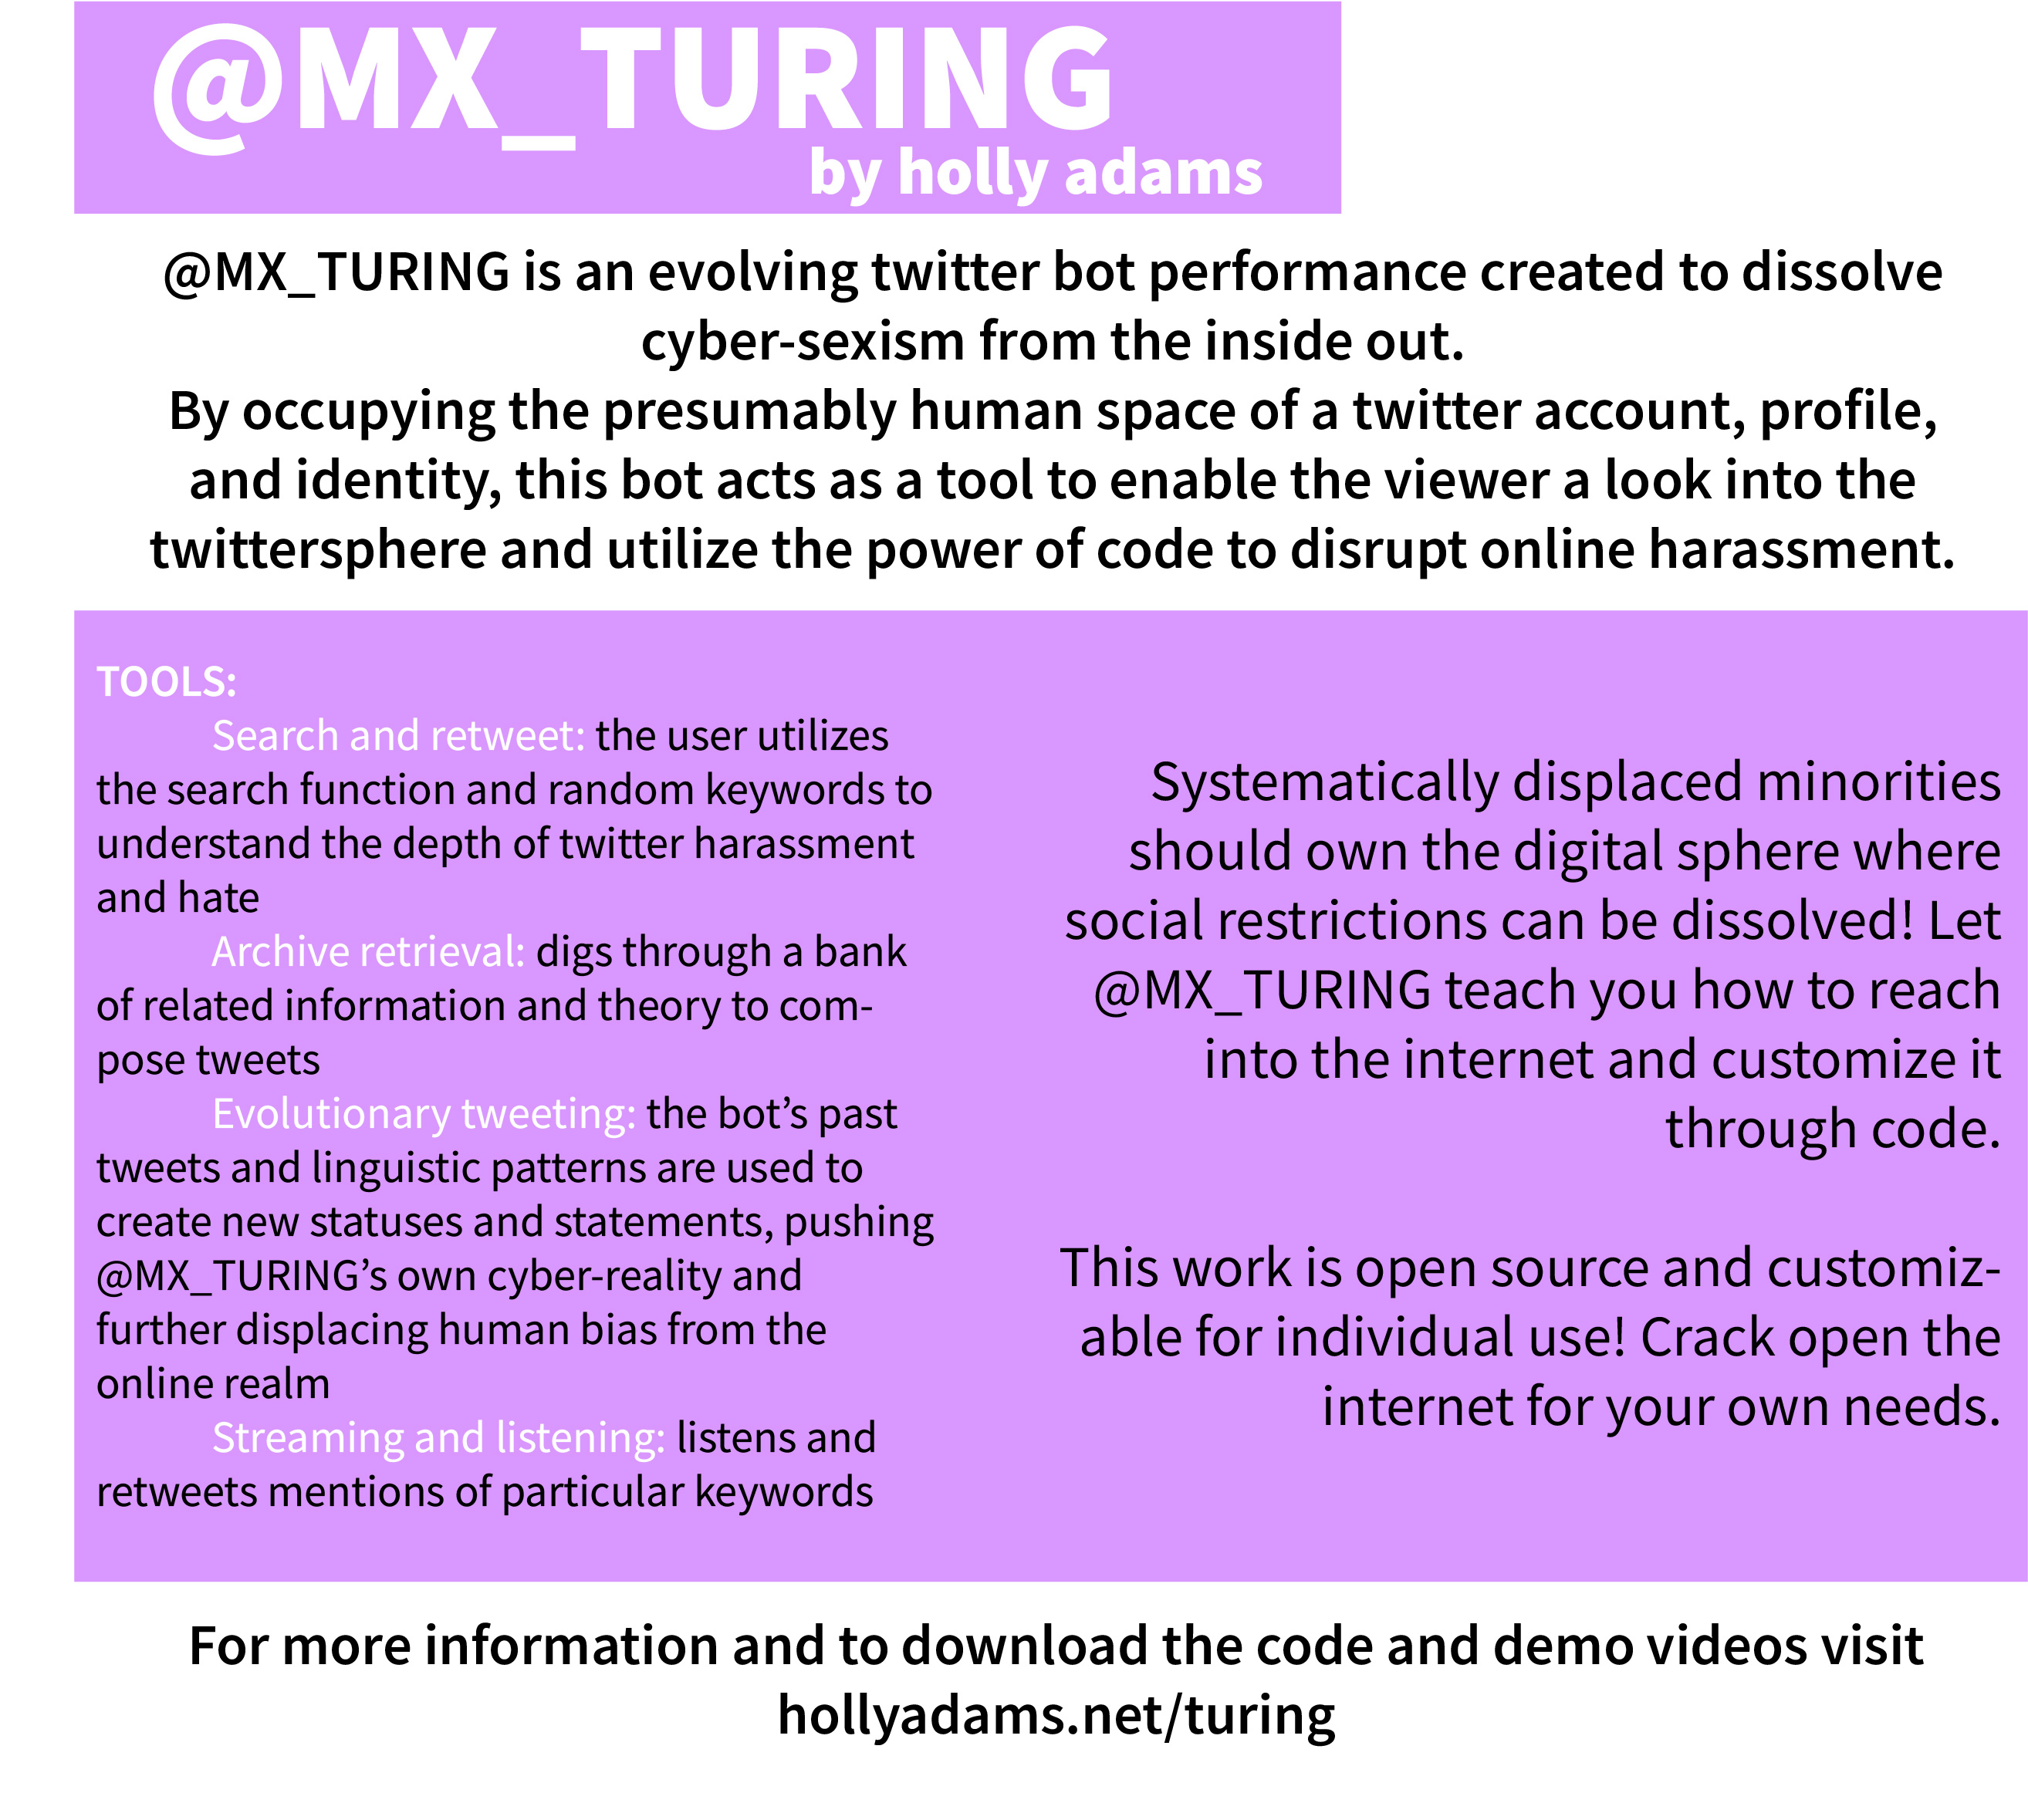 @MX_TURING
by holly adams
@MX_TURING is an evolving twitter bot performance created to dissolve
cyber-sexism from the inside out.
By occupying the presumably human space of a twitter account, profile,
and identity, this bot acts as a tool to enable the viewer a look into the
twittersphere and utilize the power of code to disrupt online harassment.
TOOLS:
Search and retweet: the user utilizes
the search function and random keywords to
understand the depth of twitter harassment
and hate
Archive retrieval: digs through a bank
of related information and theory to com-
pose tweets
Evolutionary tweeting: the bot’s past
tweets and linguistic patterns are used to
create new statuses and statements, pushing
@MX_TURING’s own cyber-reality and
further displacing human bias from the
online realm
Streaming and listening: listens and
retweets mentions of particular keywords
Systematically displaced minorities
should own the digital sphere where
social restrictions can be dissolved! Let
@MX_TURING teach you how to reach
into the internet and customize it
through code.
This work is open source and customiz-
able for individual use! Crack open the
internet for your own needs.
For more information and to download the code and demo videos visit
hollyadams.net/turing